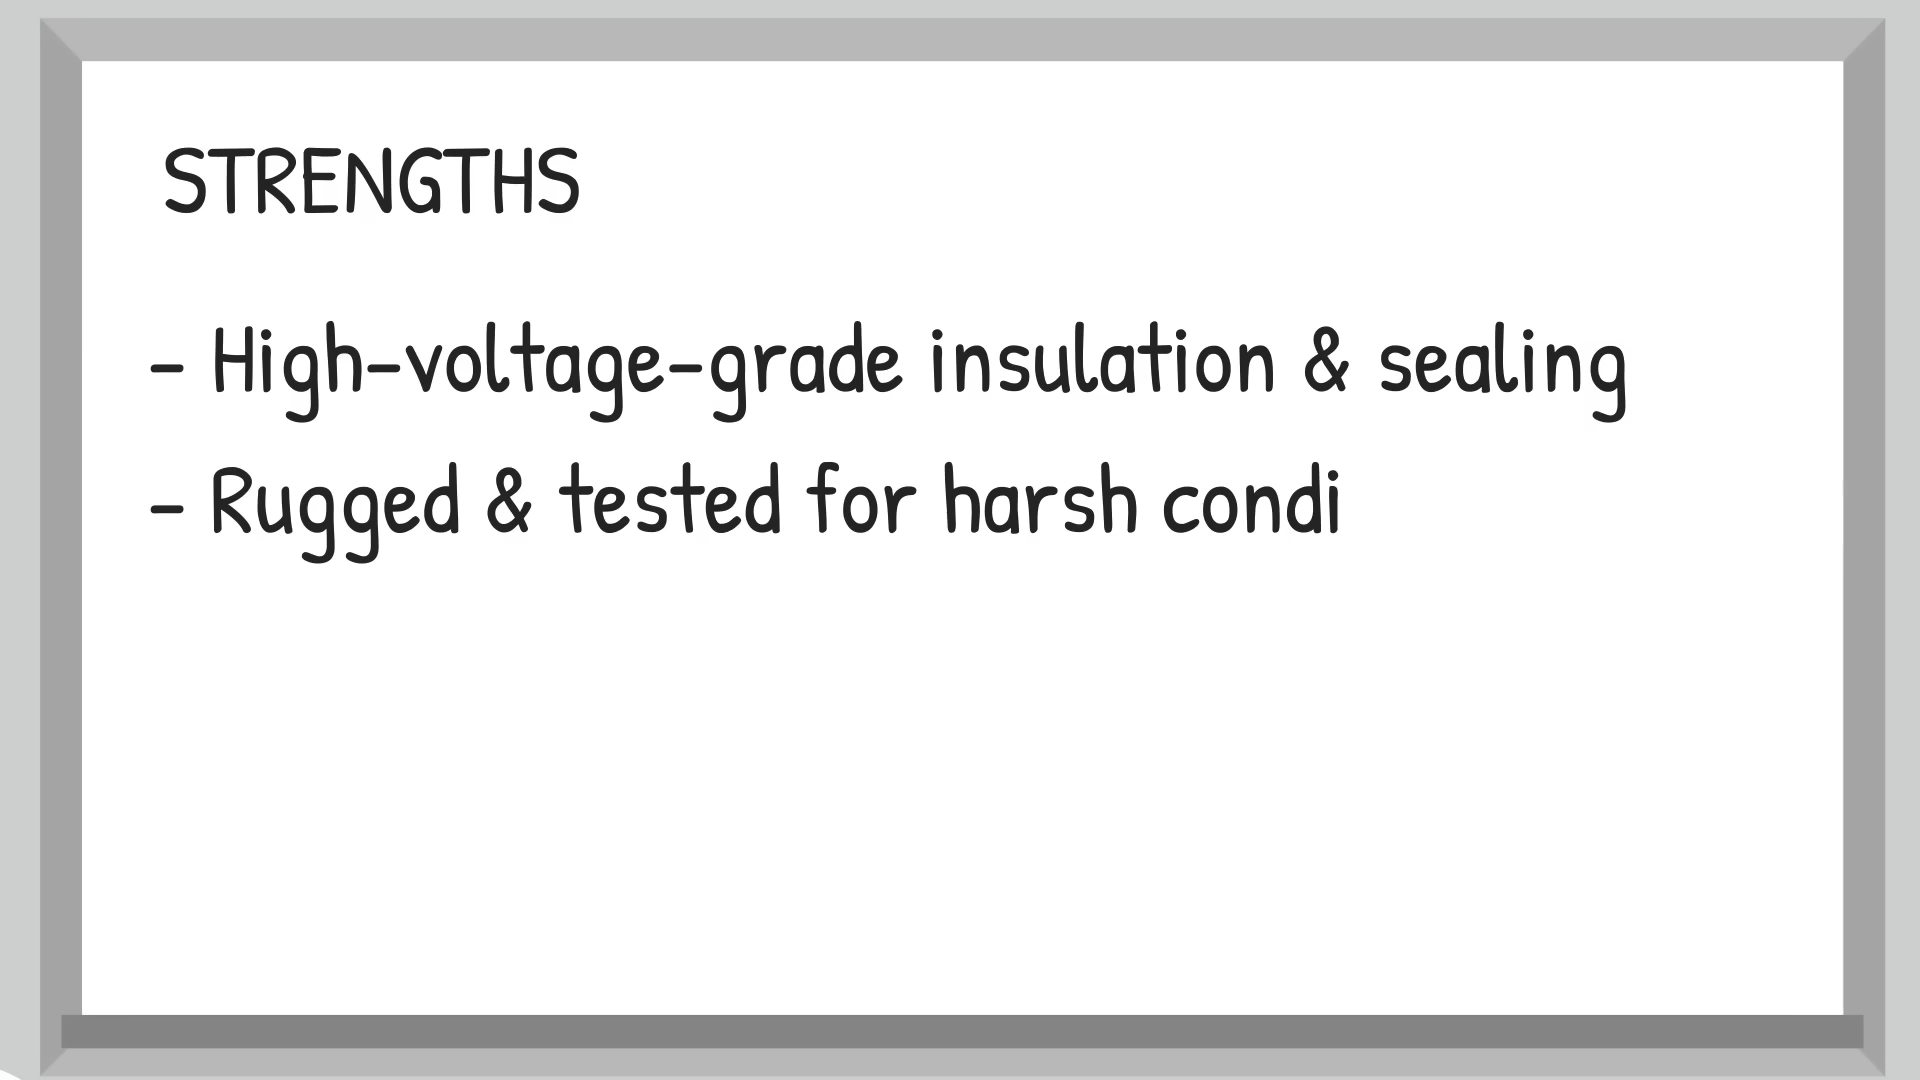 STRENGTHS
- High-voltage-grade insulation & sealing
- Rugged & tested for harsh condi